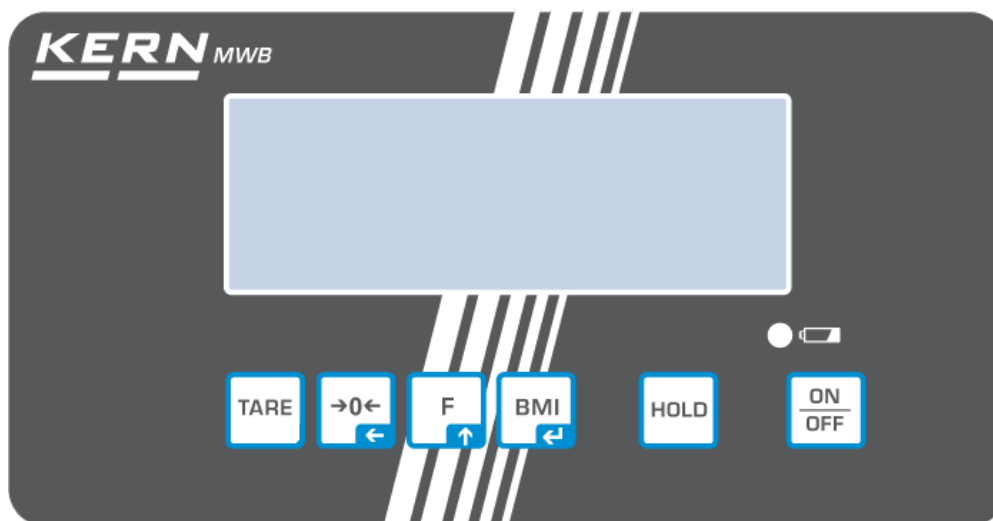 KERN MWB
TARE →0← F BMI HOLD ON
OFF